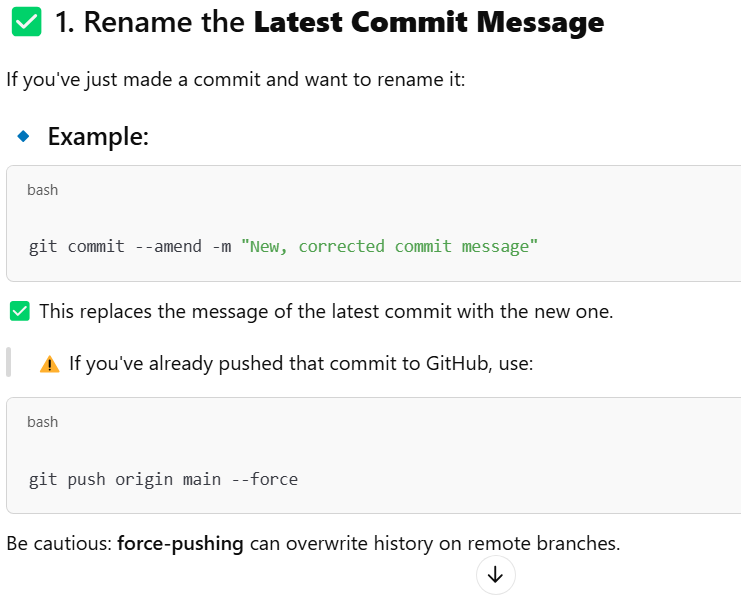 ✅ 1. Rename the Latest Commit Message
If you've just made a commit and want to rename it:
🔹 Example:
bash
git commit --amend -m "New, corrected commit message"
✅ This replaces the message of the latest commit with the new one.
⚠️ If you've already pushed that commit to GitHub, use:
bash
git push origin main --force
Be cautious: force-pushing can overwrite history on remote branches.